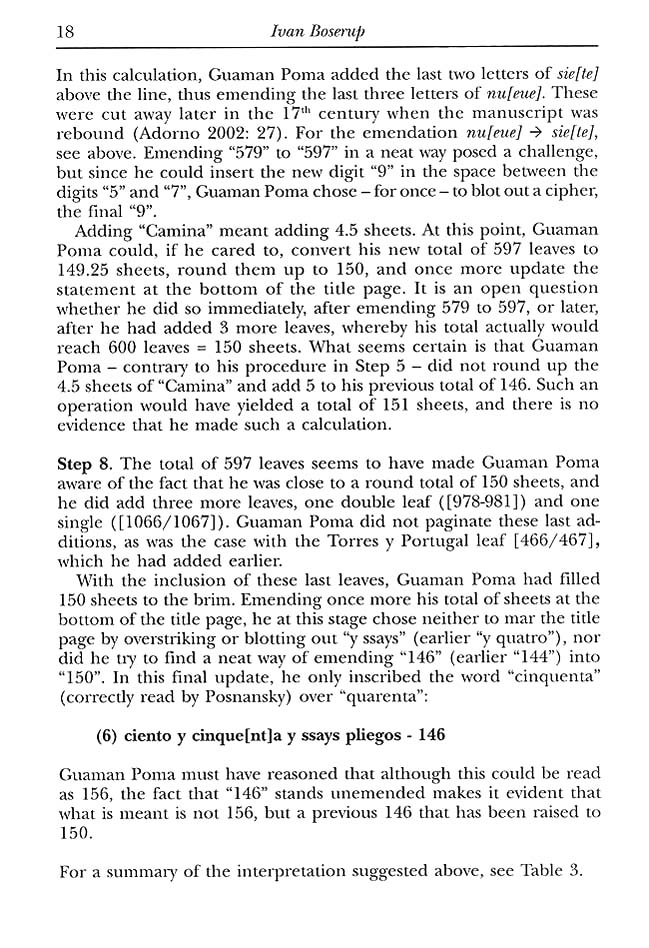 18 Ivan Boserup
In this calculation, Guaman Poma added the last two letters of sie[te]
above the line, thus emending the last three letters of nu[eue]. These
were cut away later in the 17th century when the manuscript was
rebound (Adorno 2002: 27). For the emendation nu[eue] → sie[te],
see above. Emending “579” to “597” in a neat way posed a challenge,
but since he could insert the new digit “9” in the space between the
digits “5” and “7”, Guaman Poma chose – for once – to blot out a cipher,
the final “9”.
Adding “Camina” meant adding 4.5 sheets. At this point, Guaman
Poma could, if he cared to, convert his new total of 597 leaves to
149.25 sheets, round them up to 150, and once more update the
statement at the bottom of the title page. It is an open question
whether he did so immediately, after emending 579 to 597, or later,
after he had added 3 more leaves, whereby his total actually would
reach 600 leaves = 150 sheets. What seems certain is that Guaman
Poma – contrary to his procedure in Step 5 – did not round up the
4.5 sheets of “Camina” and add 5 to his previous total of 146. Such an
operation would have yielded a total of 151 sheets, and there is no
evidence that he made such a calculation.
Step 8. The total of 597 leaves seems to have made Guaman Poma
aware of the fact that he was close to a round total of 150 sheets, and
he did add three more leaves, one double leaf ([978-981]) and one
single ([1066/1067]). Guaman Poma did not paginate these last ad-
ditions, as was the case with the Torres y Portugal leaf [466/467],
which he had added earlier.
With the inclusion of these last leaves, Guaman Poma had filled
150 sheets to the brim. Emending once more his total of sheets at the
bottom of the title page, he at this stage chose neither to mar the title
page by overstriking or blotting out “y ssays” (earlier “y quatro”), nor
did he try to find a neat way of emending “146” (earlier “144”) into
“150”. In this final update, he only inscribed the word “cinquenta”
(correctly read by Posnansky) over “quarenta”:
(6) ciento y cinque[nt]a y ssays pliegos - 146
Guaman Poma must have reasoned that although this could be read
as 156, the fact that “146” stands unemended makes it evident that
what is meant is not 156, but a previous 146 that has been raised to
150.
For a summary of the interpretation suggested above, see Table 3.